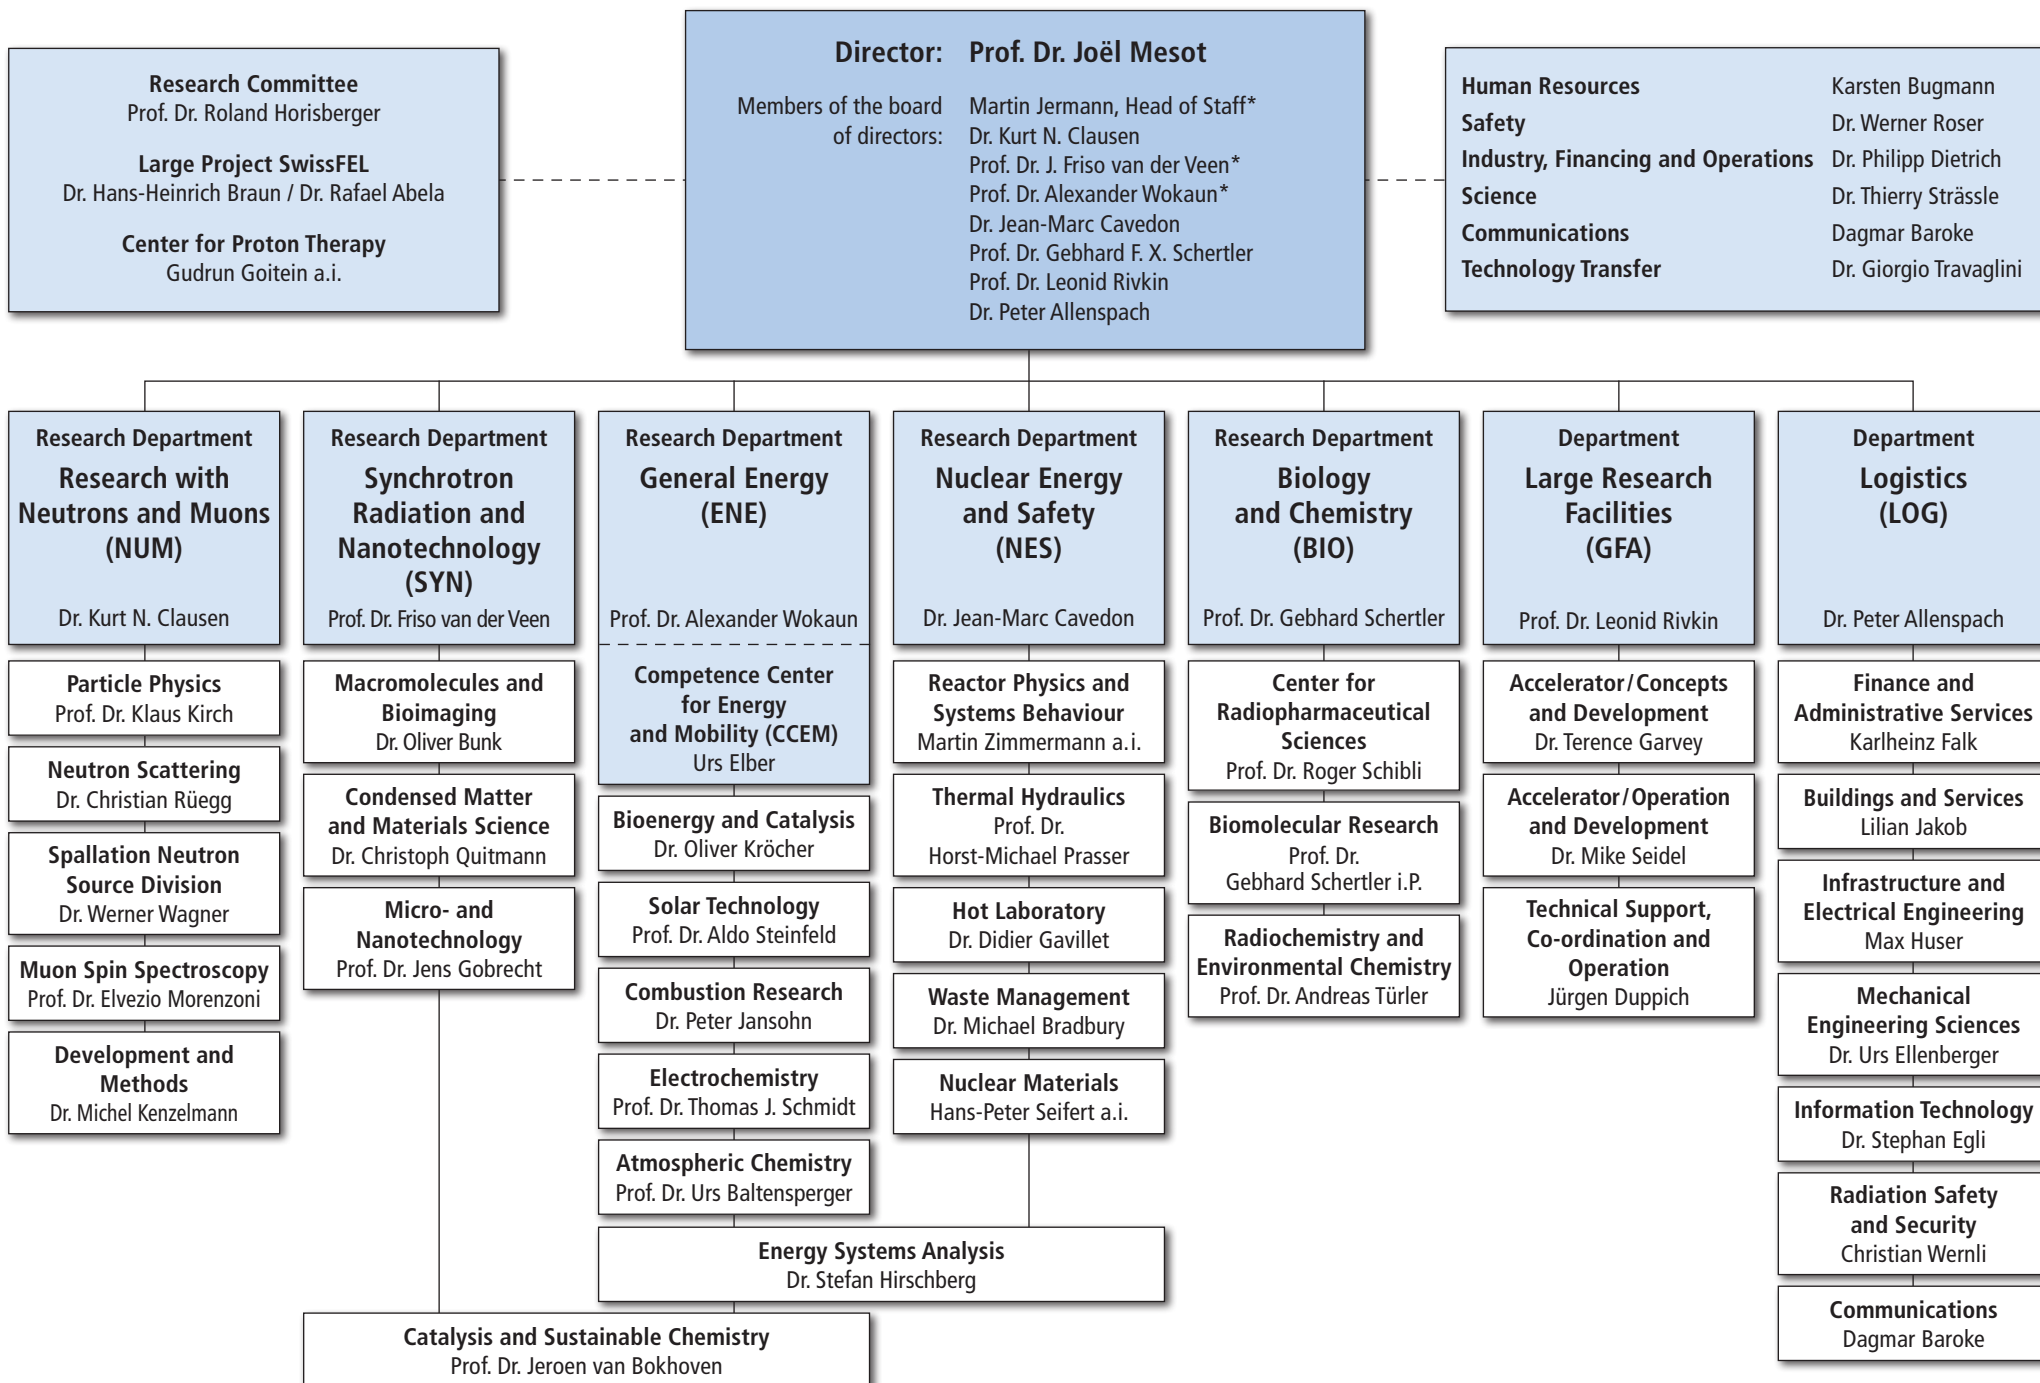 Research Committee
Prof. Dr. Roland Horisberger
Large Project SwissFEL
Dr. Hans-Heinrich Braun / Dr. Rafael Abela
Center for Proton Therapy
Gudrun Goitein a.i.
Director: Prof. Dr. Joël Mesot
Members of the board of directors:
Martin Jermann, Head of Staff*
Dr. Kurt N. Clausen
Prof. Dr. J. Friso van der Veen*
Prof. Dr. Alexander Wokaun*
Dr. Jean-Marc Cavedon
Prof. Dr. Gebhard F. X. Schertler
Prof. Dr. Leonid Rivkin
Dr. Peter Allenspach
Human Resources Karsten Bugmann
Safety Dr. Werner Roser
Industry, Financing and Operations Dr. Philipp Dietrich
Science Dr. Thierry Strässle
Communications Dagmar Baroke
Technology Transfer Dr. Giorgio Travaglini
Research Department
Research with
Neutrons and Muons
(NUM)
Dr. Kurt N. Clausen
Particle Physics
Prof. Dr. Klaus Kirch
Neutron Scattering
Dr. Christian Rüegg
Spallation Neutron
Source Division
Dr. Werner Wagner
Muon Spin Spectroscopy
Prof. Dr. Elvezio Morenzoni
Development and
Methods
Dr. Michel Kenzelmann
Research Department
Synchrotron
Radiation and
Nanotechnology
(SYN)
Prof. Dr. Friso van der Veen
Macromolecules and
Bioimaging
Dr. Oliver Bunk
Condensed Matter
and Materials Science
Dr. Christoph Quitmann
Micro- and
Nanotechnology
Prof. Dr. Jens Gobrecht
Research Department
General Energy
(ENE)
Prof. Dr. Alexander Wokaun
Competence Center
for Energy
and Mobility (CCEM)
Urs Elber
Bioenergy and Catalysis
Dr. Oliver Kröcher
Solar Technology
Prof. Dr. Aldo Steinfeld
Combustion Research
Dr. Peter Jansohn
Electrochemistry
Prof. Dr. Thomas J. Schmidt
Atmospheric Chemistry
Prof. Dr. Urs Baltensperger
Research Department
Nuclear Energy
and Safety
(NES)
Dr. Jean-Marc Cavedon
Reactor Physics and
Systems Behaviour
Martin Zimmermann a.i.
Thermal Hydraulics
Prof. Dr.
Horst-Michael Prasser
Hot Laboratory
Dr. Didier Gavillet
Waste Management
Dr. Michael Bradbury
Nuclear Materials
Hans-Peter Seifert a.i.
Energy Systems Analysis
Dr. Stefan Hirschberg
Catalysis and Sustainable Chemistry
Prof. Dr. Jeroen van Bokhoven
Research Department
Biology
and Chemistry
(BIO)
Prof. Dr. Gebhard Schertler
Center for
Radiopharmaceutical
Sciences
Prof. Dr. Roger Schibli
Biomolecular Research
Prof. Dr.
Gebhard Schertler i.P.
Radiochemistry and
Environmental Chemistry
Prof. Dr. Andreas Türler
Department
Large Research
Facilities
(GFA)
Prof. Dr. Leonid Rivkin
Accelerator/Concepts
and Development
Dr. Terence Garvey
Accelerator/Operation
and Development
Dr. Mike Seidel
Technical Support,
Co-ordination and
Operation
Jürgen Duppich
Department
Logistics
(LOG)
Dr. Peter Allenspach
Finance and
Administrative Services
Karlheinz Falk
Buildings and Services
Lilian Jakob
Infrastructure and
Electrical Engineering
Max Huser
Mechanical
Engineering Sciences
Dr. Urs Ellenberger
Information Technology
Dr. Stephan Egli
Radiation Safety
and Security
Christian Wernli
Communications
Dagmar Baroke